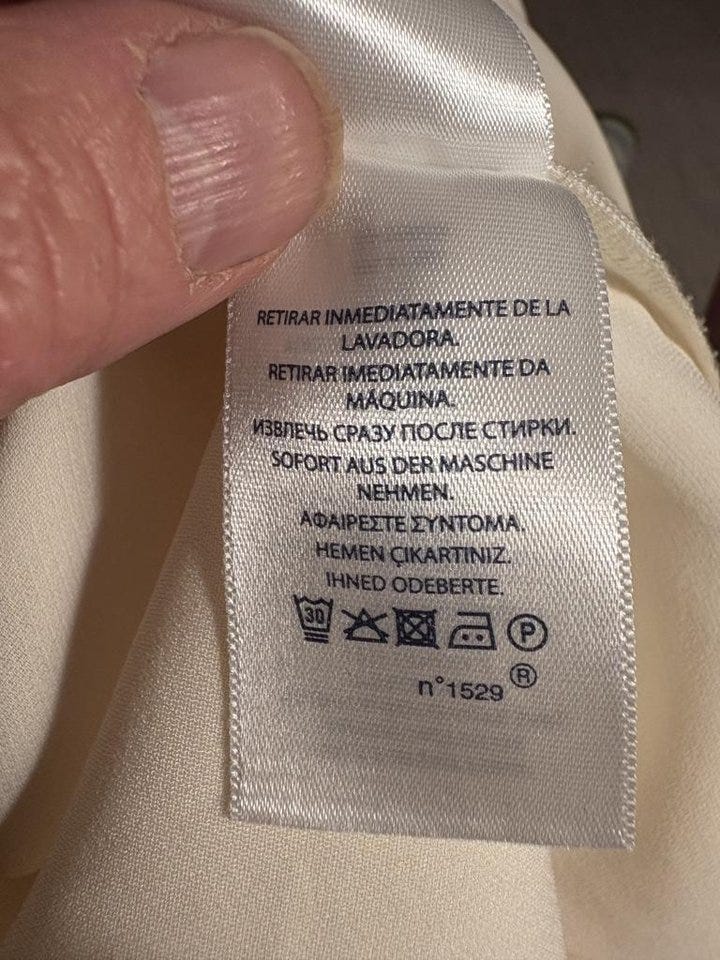 RETIRAR INMEDIATAMENTE DE LA
LAVADORA.
RETIRAR IMEDIATAMENTE DA
MÁQUINA.
ИЗВЛЕЧЬ СРАЗУ ПОСЛЕ СТИРКИ.
SOFORT AUS DER MASCHINE
NEHMEN.
ΑΦΑΙΡΕΣΤΕ ΣΥΝΤΟΜΑ.
HEMEN ÇIKARTINIZ.
IHNED ODEBERTE.
30 P
n°1529 ®